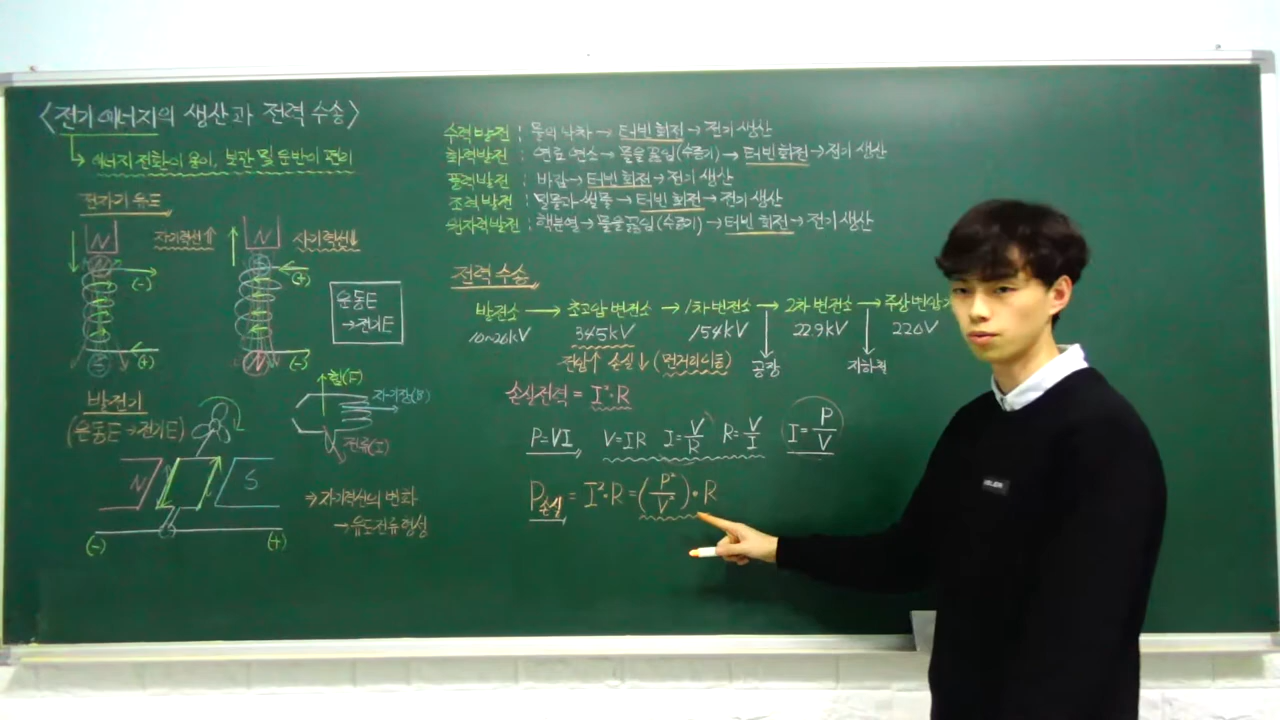 <전기에너지의 생산과 전력 수송>
↳ 에너지 전환이 용이, 보관 및 운반이 편리
전자기 유도
N 자기력선↑
(-)
(+)
N 자기력선↓
(+)
(-)
N
운동E
→전기E
발전기
(운동E→전기E)
힘(F)
자기장(B)
전류(I)
N S
(-) (+)
⇒ 자기력선의 변화
→유도전류 형성
수력발전 : 물의 낙차 → 터빈 회전 → 전기 생산
화력발전 : 연료 연소 → 물을 끓임(수증기) → 터빈 회전 → 전기 생산
풍력발전 : 바람 → 터빈 회전 → 전기 생산
조력발전 : 밀물과 썰물 → 터빈 회전 → 전기 생산
원자력발전 : 핵분열 → 물을 끓임(수증기) → 터빈 회전 → 전기 생산
전력 수송
발전소 → 초고압 변전소 → 1차 변전소 → 2차 변전소 → 주상 변압
10~20kV 345kV 154kV 22.9kV 220V
전압↑ 손실↓ (먼거리이동) 공장 지하철
손실전력 = I²·R
P=VI V=IR I=V/R R=V/I I=P/V
P손실 = I²·R = (P²/V)·R